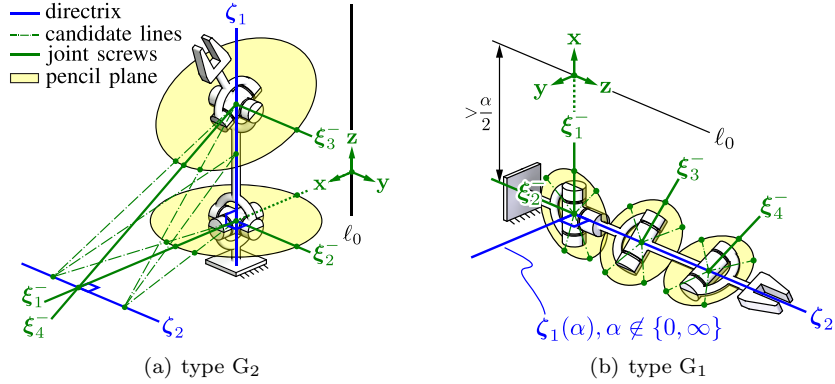 directrix
candidate lines
joint screws
pencil plane
ζ₁
ξ₃⁻
z
x
y
ξ₂⁻
ℓ₀
ξ₁⁻
ξ₄⁻
ζ₂
(a) type G₂
x
y
z
> α/2
ξ₁⁻
ℓ₀
ξ₂⁻
ξ₃⁻
ξ₄⁻
ζ₂
ζ₁(α), α ∉ {0, ∞}
(b) type G₁